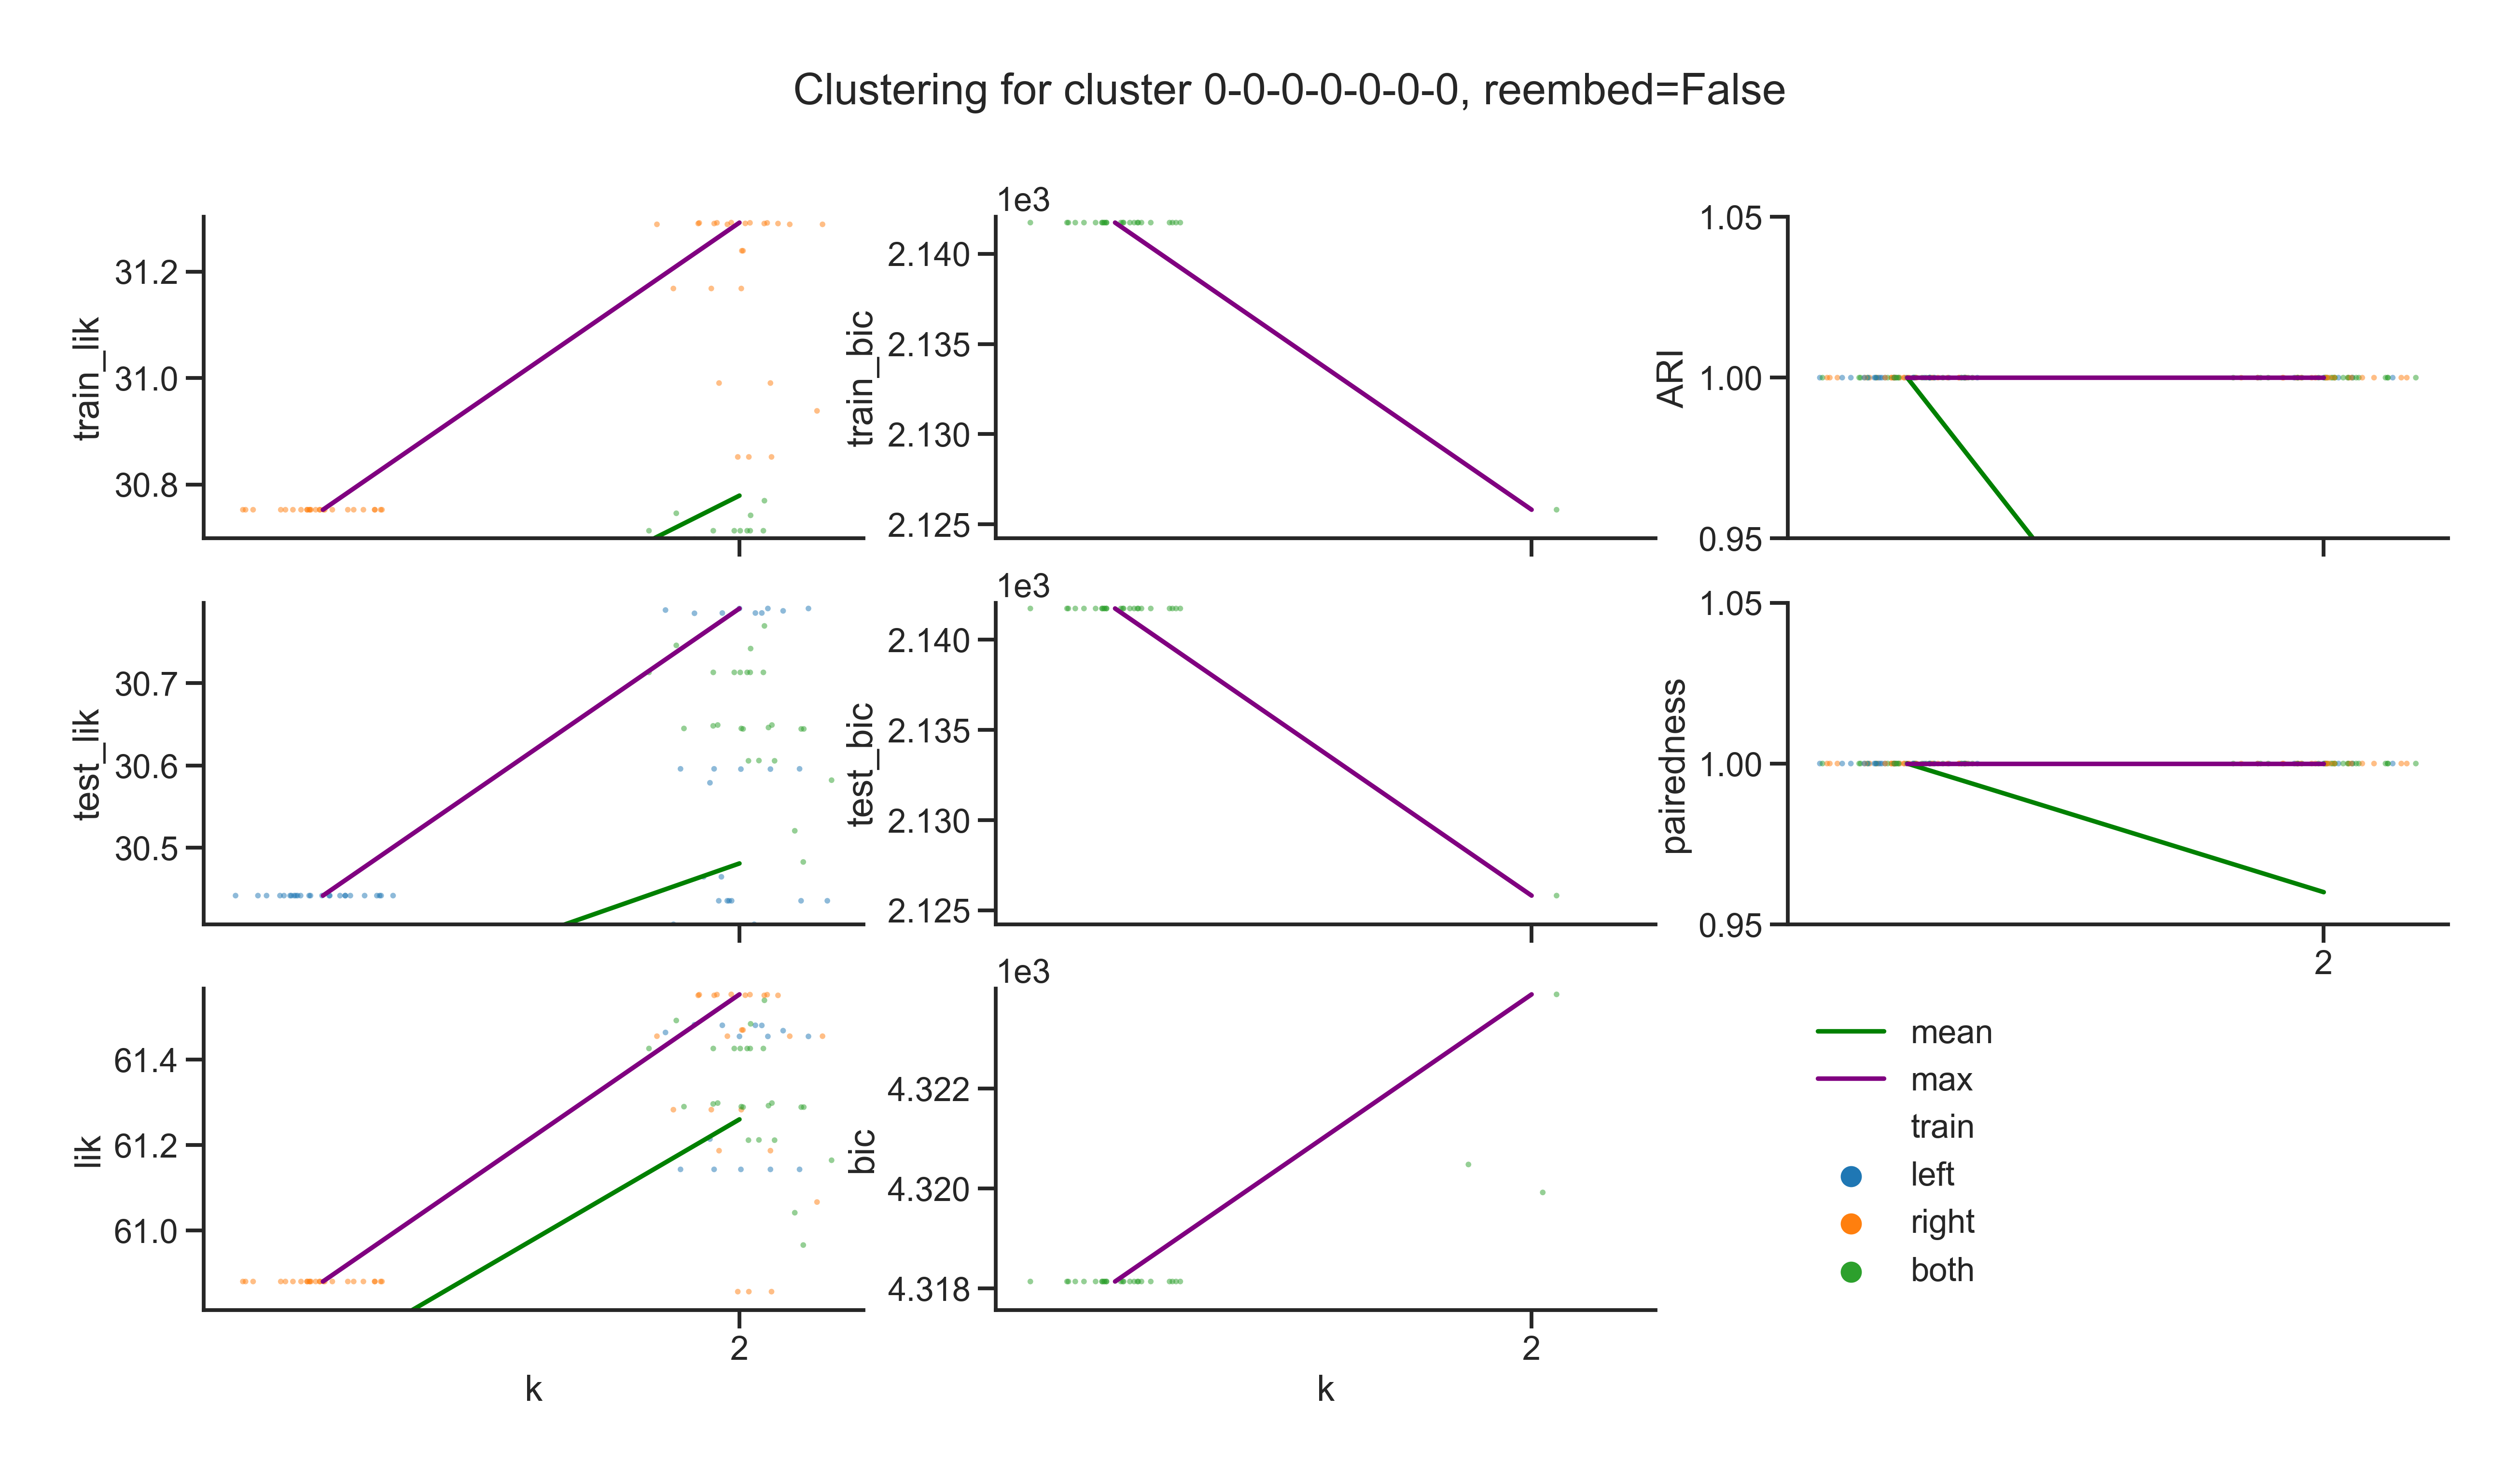 Clustering for cluster 0-0-0-0-0-0-0, reembed=False
train_lik
31.2
31.0
30.8
1e3
train_bic
2.140
2.135
2.130
2.125
ARI
1.05
1.00
0.95
test_lik
30.7
30.6
30.5
1e3
test_bic
2.140
2.135
2.130
2.125
pairedness
1.05
1.00
0.95
2
lik
61.4
61.2
61.0
2
k
1e3
bic
4.322
4.320
4.318
2
k
mean
max
train
left
right
both